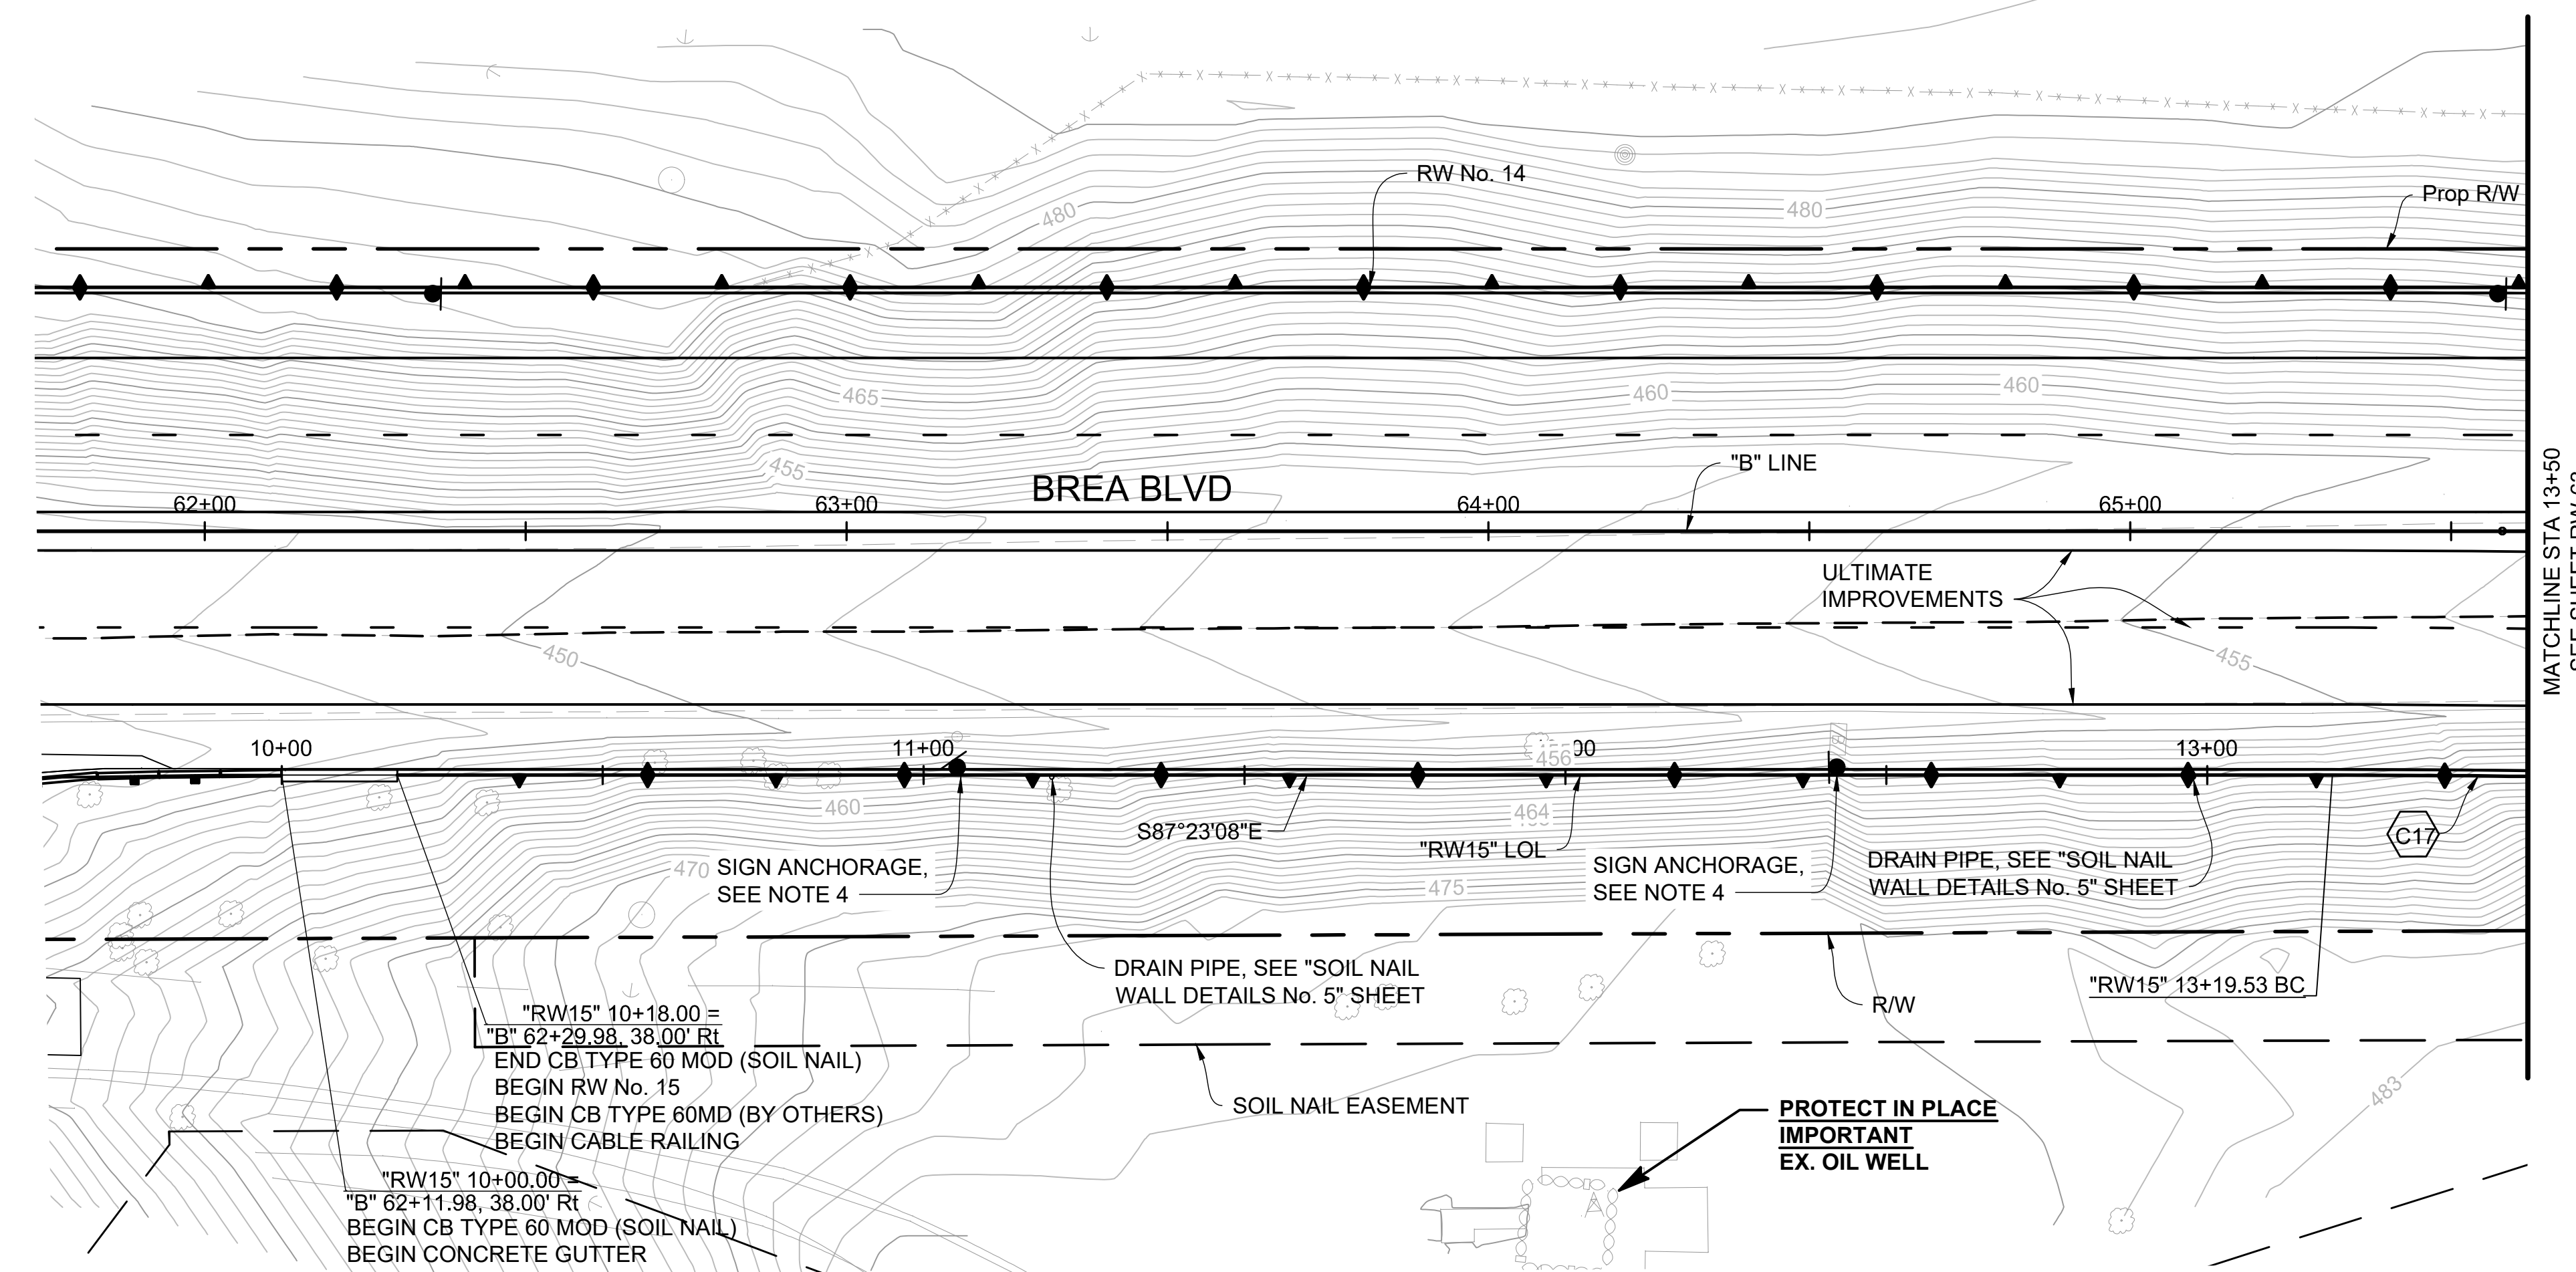 RW No. 14
480
480
Prop R/W
465
460
460
455
"B" LINE
BREA BLVD
62+00
63+00
64+00
65+00
MATCHLINE STA 13+50
ULTIMATE
IMPROVEMENTS
450
455
10+00
11+00
00
13+00
456
460
464
S87°23'08"E
"RW15" LOL
C17
470
475
SIGN ANCHORAGE,
SEE NOTE 4
SIGN ANCHORAGE,
SEE NOTE 4
DRAIN PIPE, SEE "SOIL NAIL
WALL DETAILS No. 5" SHEET
DRAIN PIPE, SEE "SOIL NAIL
WALL DETAILS No. 5" SHEET
"RW15" 13+19.53 BC
R/W
"RW15" 10+18.00 =
"B" 62+29.98, 38.00' Rt
END CB TYPE 60 MOD (SOIL NAIL)
BEGIN RW No. 15
BEGIN CB TYPE 60MD (BY OTHERS)
BEGIN CABLE RAILING
SOIL NAIL EASEMENT
483
PROTECT IN PLACE
IMPORTANT
EX. OIL WELL
"RW15" 10+00.00 =
"B" 62+11.98, 38.00' Rt
BEGIN CB TYPE 60 MOD (SOIL NAIL)
BEGIN CONCRETE GUTTER